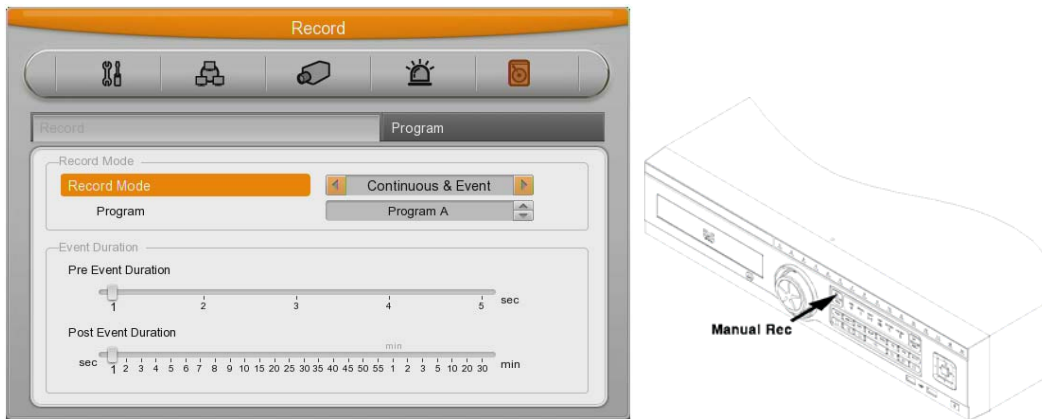 Record
Record
Program
Record Mode
Record Mode
Continuous & Event
Program
Program A
Event Duration
Pre Event Duration
1 2 3 4 5 sec
Post Event Duration
min
sec 1 2 3 4 5 6 7 8 9 10 15 20 25 30 35 40 45 50 55 1 2 3 5 10 20 30 min
Manual Rec